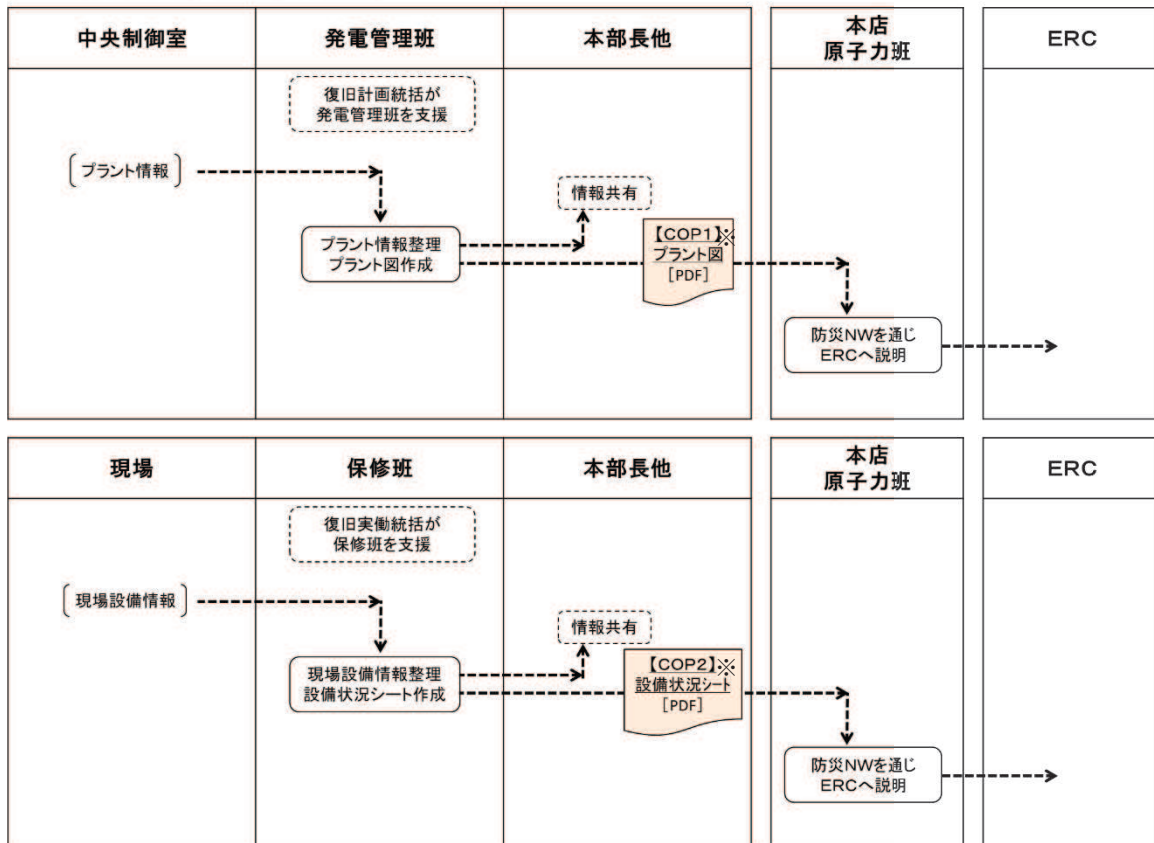 中央制御室
発電管理班
本部長他
本店
原子力班
ERC
復旧計画統括が
発電管理班を支援
プラント情報
情報共有
プラント情報整理
プラント図作成
【COP1】※
プラント図
[PDF]
防災NWを通じ
ERCへ説明
現場
保修班
本部長他
本店
原子力班
ERC
復旧実働統括が
保修班を支援
現場設備情報
情報共有
現場設備情報整理
設備状況シート作成
【COP2】※
設備状況シート
[PDF]
防災NWを通じ
ERCへ説明